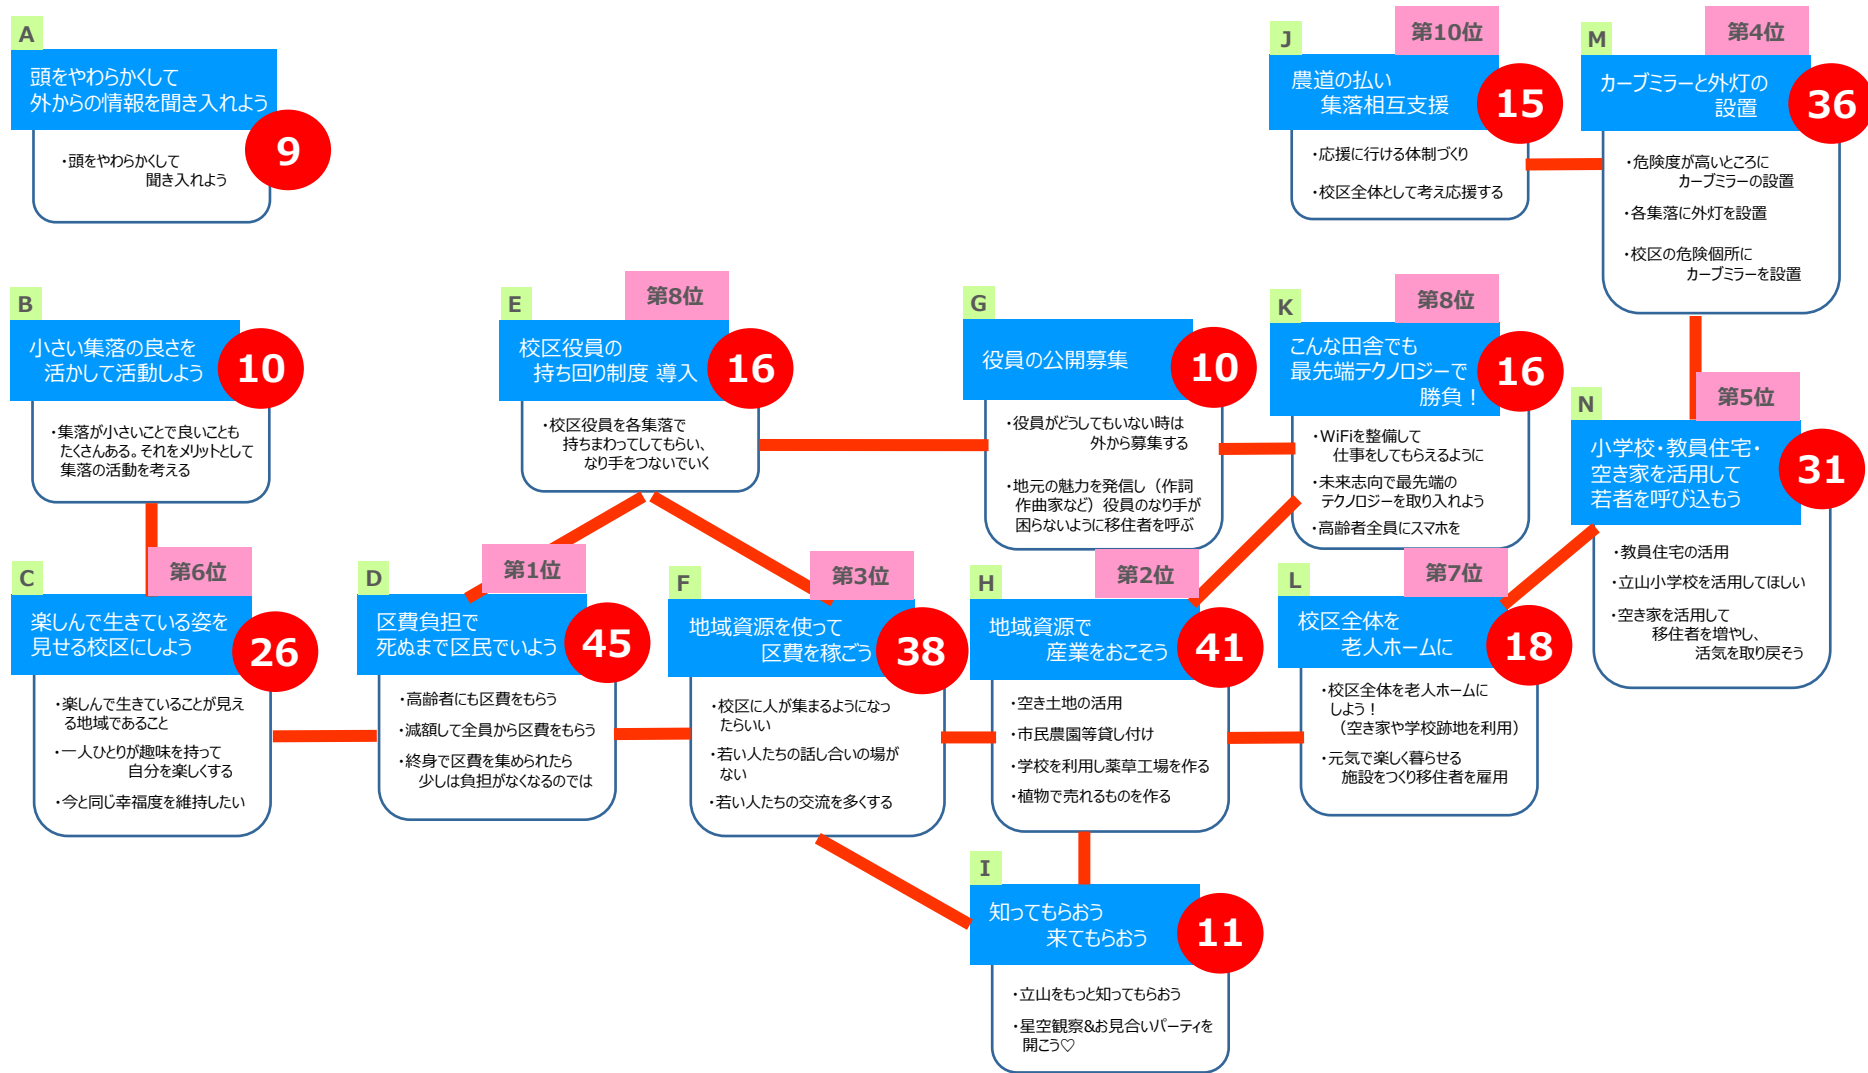 A
頭をやわらかくして
外からの情報を聞き入れよう
9
・頭をやわらかくして
聞き入れよう
J
第10位
農道の払い
集落相互支援
15
・応援に行ける体制づくり
・校区全体として考え応援する
M
第4位
カーブミラーと外灯の
設置
36
・危険度が高いところに
カーブミラーの設置
・各集落に外灯を設置
・校区の危険個所に
カーブミラーを設置
B
小さい集落の良さを
活かして活動しよう
10
・集落が小さいことで良いことも
たくさんある。それをメリットとして
集落の活動を考える
E
第8位
校区役員の
持ち回り制度 導入
16
・校区役員を各集落で
持ちまわってしてもらい、
なり手をつないでいく
G
役員の公開募集
10
・役員がどうしてもいない時は
外から募集する
・地元の魅力を発信し（作詞
作曲家など）役員のなり手が
困らないように移住者を呼ぶ
K
第8位
こんな田舎でも
最先端テクノロジーで
勝負！
16
・WiFiを整備して
仕事をしてもらえるように
・未来志向で最先端の
テクノロジーを取り入れよう
・高齢者全員にスマホを
N
第5位
小学校・教員住宅・
空き家を活用して
若者を呼び込もう
31
・教員住宅の活用
・立山小学校を活用してほしい
・空き家を活用して
移住者を増やし、
活気を取り戻そう
C
第6位
楽しんで生きている姿を
見せる校区にしよう
26
・楽しんで生きていることが見え
る地域であること
・一人ひとりが趣味を持って
自分を楽しくする
・今と同じ幸福度を維持したい
D
第1位
区費負担で
死ぬまで区民でいよう
45
・高齢者にも区費をもらう
・減額して全員から区費をもらう
・終身で区費を集められたら
少しは負担がなくなるのでは
F
第3位
地域資源を使って
区費を稼ごう
38
・校区に人が集まるようになっ
たらいい
・若い人たちの話し合いの場が
ない
・若い人たちの交流を多くする
H
第2位
地域資源で
産業をおこそう
41
・空き土地の活用
・市民農園等貸し付け
・学校を利用し薬草工場を作る
・植物で売れるものを作る
L
第7位
校区全体を
老人ホームに
18
・校区全体を老人ホームに
しよう！
（空き家や学校跡地を利用）
・元気で楽しく暮らせる
施設をつくり移住者を雇用
I
知ってもらおう
来てもらおう
11
・立山をもっと知ってもらおう
・星空観察&お見合いパーティを
開こう♡